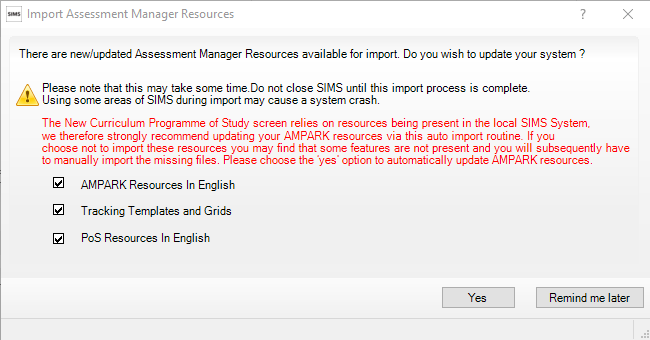 SIMS Import Assessment Manager Resources ? X
There are new/updated Assessment Manager Resources available for import. Do you wish to update your system ?
Please note that this may take some time.Do not close SIMS until this import process is complete.
Using some areas of SIMS during import may cause a system crash.
The New Curriculum Programme of Study screen relies on resources being present in the local SIMS System,
we therefore strongly recommend updating your AMPARK resources via this auto import routine. If you
choose not to import these resources you may find that some features are not present and you will subsequently have
to manually import the missing files. Please choose the 'yes' option to automatically update AMPARK resources.
AMPARK Resources In English
Tracking Templates and Grids
PoS Resources In English
Yes Remind me later